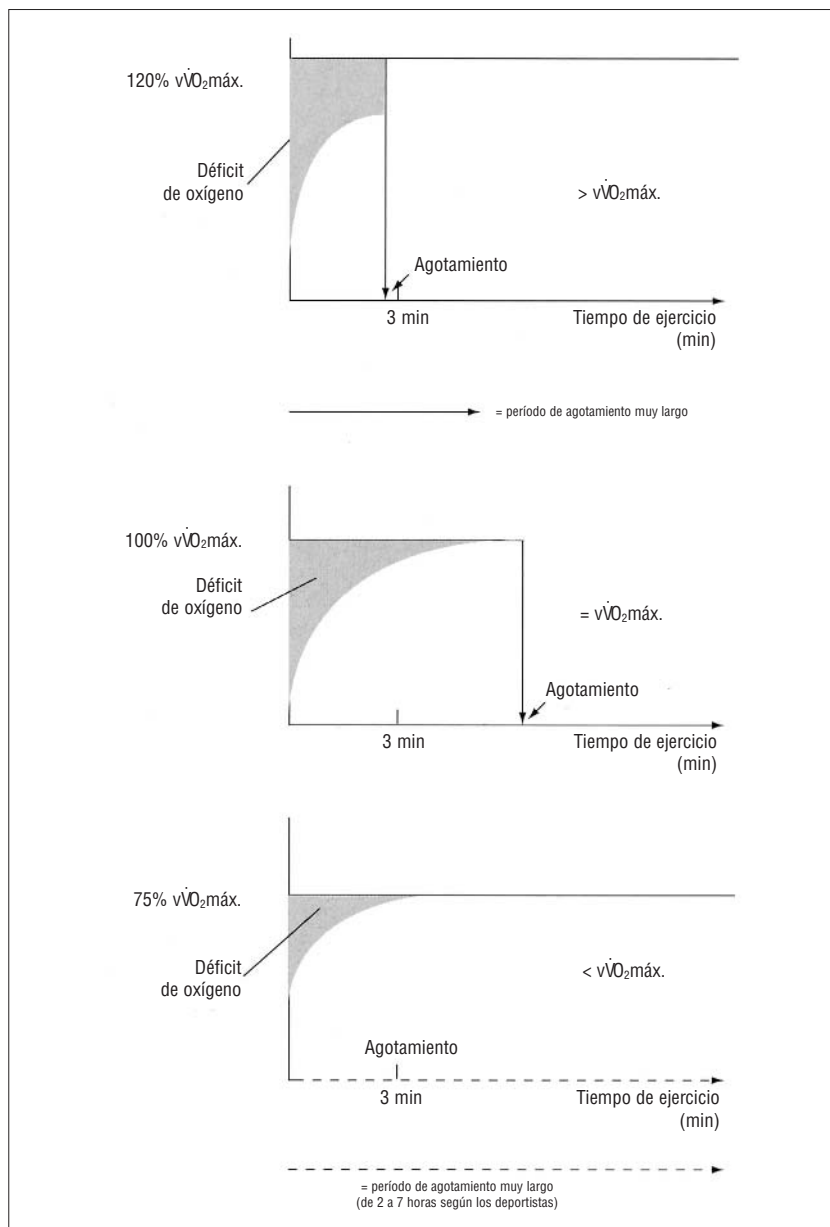 120% vV̇O₂máx.
Déficit
de oxígeno
> vV̇O₂máx.
Agotamiento
3 min
Tiempo de ejercicio
(min)
= período de agotamiento muy largo
100% vV̇O₂máx.
Déficit
de oxígeno
= vV̇O₂máx.
Agotamiento
3 min
Tiempo de ejercicio
(min)
75% vV̇O₂máx.
Déficit
de oxígeno
< vV̇O₂máx.
Agotamiento
3 min
Tiempo de ejercicio
(min)
= período de agotamiento muy largo
(de 2 a 7 horas según los deportistas)